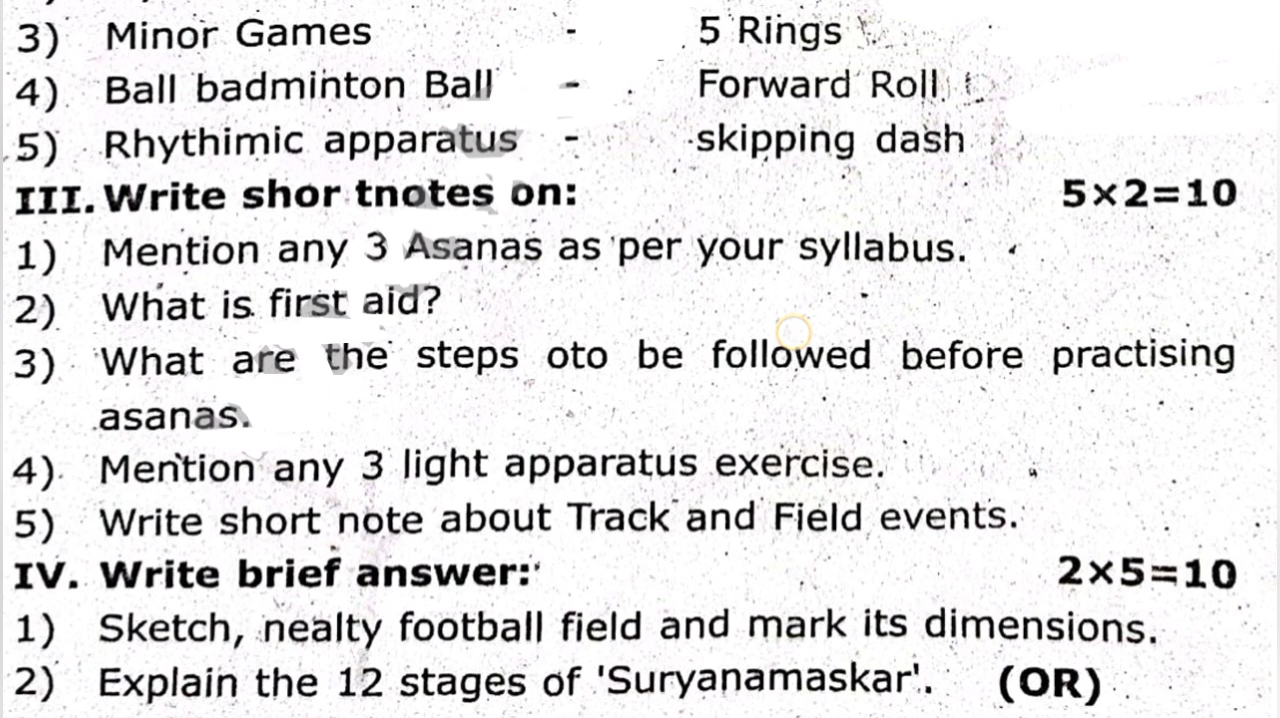 3) Minor Games - 5 Rings
4) Ball badminton Ball - Forward Roll
5) Rhythimic apparatus - skipping dash
III. Write shor tnotes on: 5×2=10
1) Mention any 3 Asanas as per your syllabus.
2) What is first aid?
3) What are the steps oto be followed before practising
asanas.
4) Mention any 3 light apparatus exercise.
5) Write short note about Track and Field events.
IV. Write brief answer: 2×5=10
1) Sketch, nealty football field and mark its dimensions.
2) Explain the 12 stages of 'Suryanamaskar'. (OR)